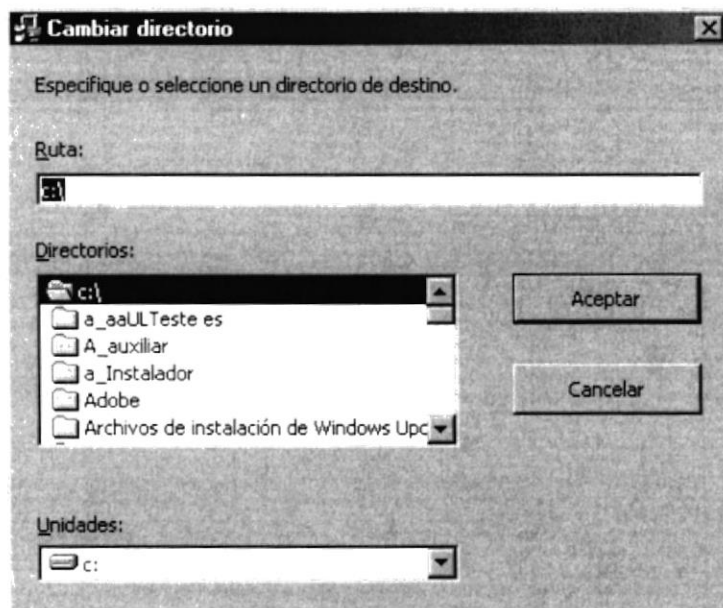 Cambiar directorio
Especifique o seleccione un directorio de destino.
Ruta:
c:\
Directorios:
c:\
a_aaULTeste es
A_auxiliar
a_Instalador
Adobe
Archivos de instalación de Windows Upc
Aceptar
Cancelar
Unidades:
c: